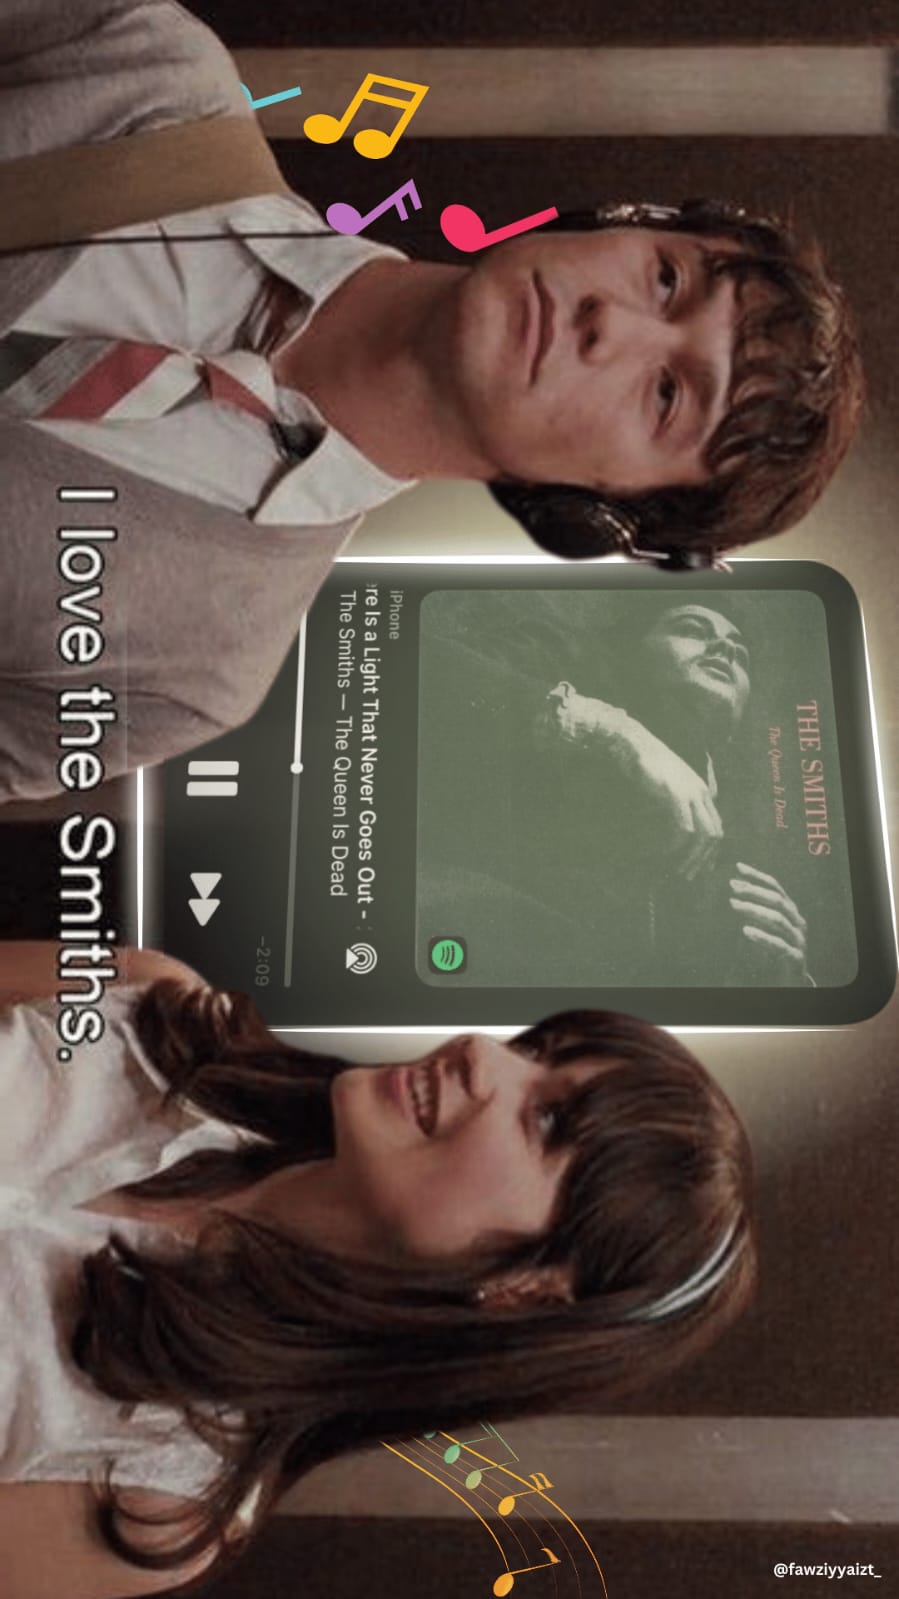 THE SMITHS
The Queen Is Dead
iPhone
re Is a Light That Never Goes Out -
The Smiths — The Queen Is Dead
-2:09
I love the Smiths.
@fawziyyaizt_